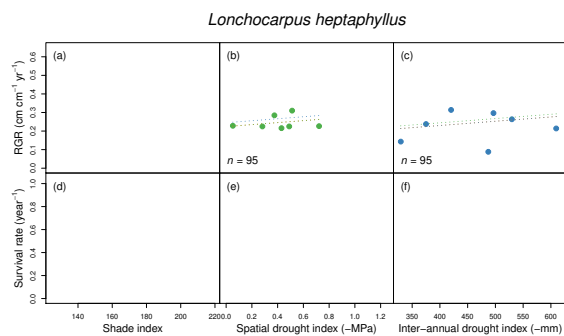 Lonchocarpus heptaphyllus
(a) (b) (c)
RGR (cm cm⁻¹ yr⁻¹)
0.6
0.5
0.4
0.3
0.2
0.1
0.0
n = 95
n = 95
(d) (e) (f)
Survival rate (year⁻¹)
1.0
0.8
0.6
0.4
0.2
0.0
140 160 180 200 220
0.0 0.2 0.4 0.6 0.8 1.0 1.2
350 400 450 500 550 600
Shade index
Spatial drought index (−MPa)
Inter−annual drought index (−mm)